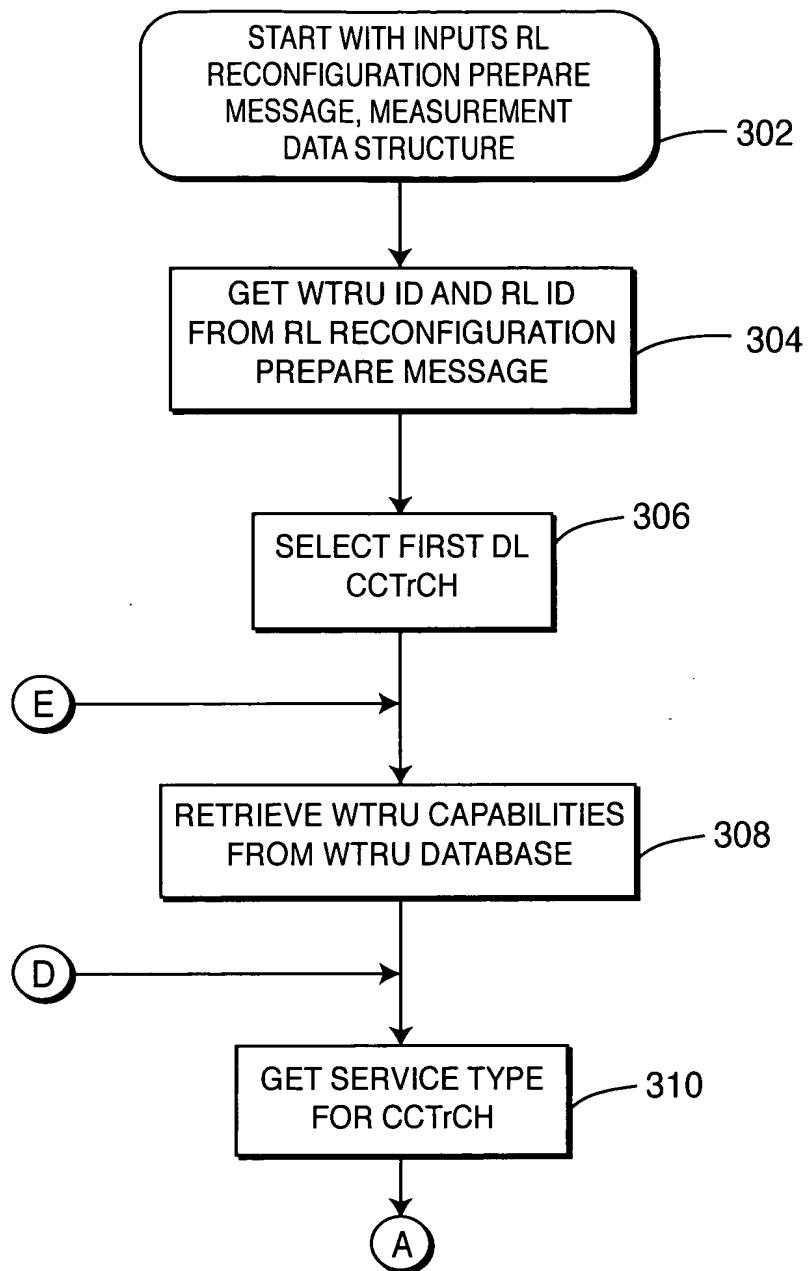 START WITH INPUTS RL
RECONFIGURATION PREPARE
MESSAGE, MEASUREMENT
DATA STRUCTURE
302
GET WTRU ID AND RL ID
FROM RL RECONFIGURATION
PREPARE MESSAGE
304
SELECT FIRST DL
CCTrCH
306
E
RETRIEVE WTRU CAPABILITIES
FROM WTRU DATABASE
308
D
GET SERVICE TYPE
FOR CCTrCH
310
A